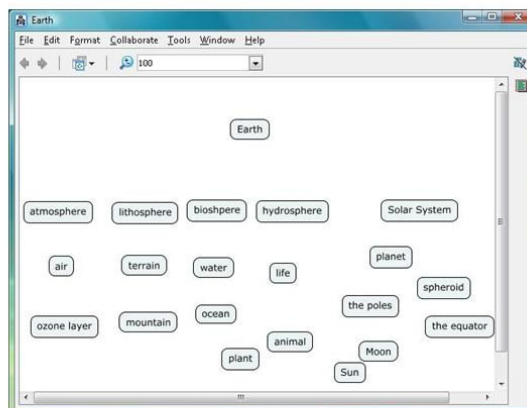 Earth
File Edit Format Collaborate Tools Window Help
100
Earth
atmosphere lithosphere bioshpere hydrosphere Solar System
air terrain water life planet
spheroid
ozone layer mountain ocean the poles the equator
plant animal Moon
Sun